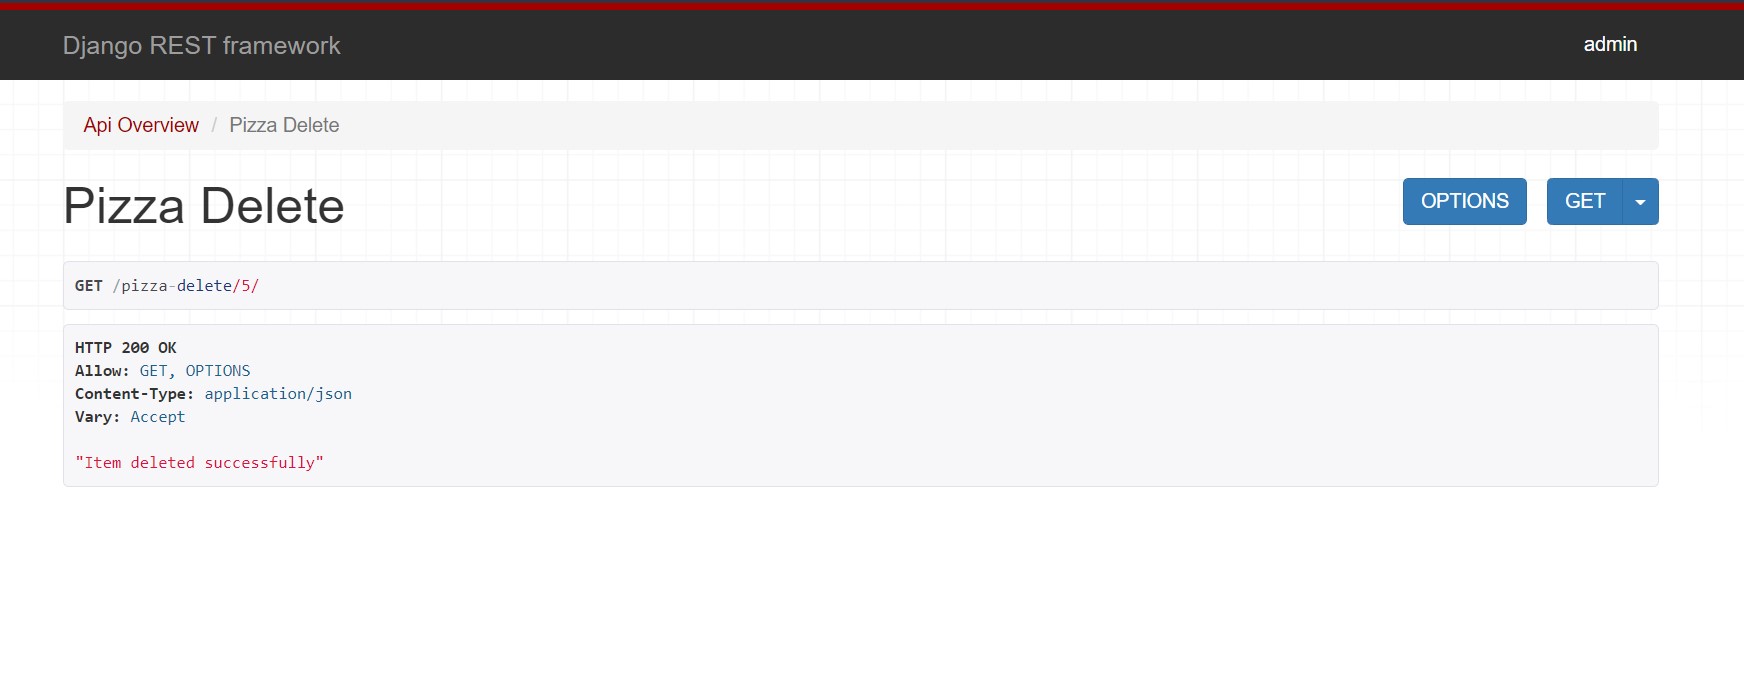 Django REST framework
admin
Api Overview / Pizza Delete
Pizza Delete
OPTIONS
GET
GET /pizza-delete/5/
HTTP 200 OK
Allow: GET, OPTIONS
Content-Type: application/json
Vary: Accept
"Item deleted successfully"